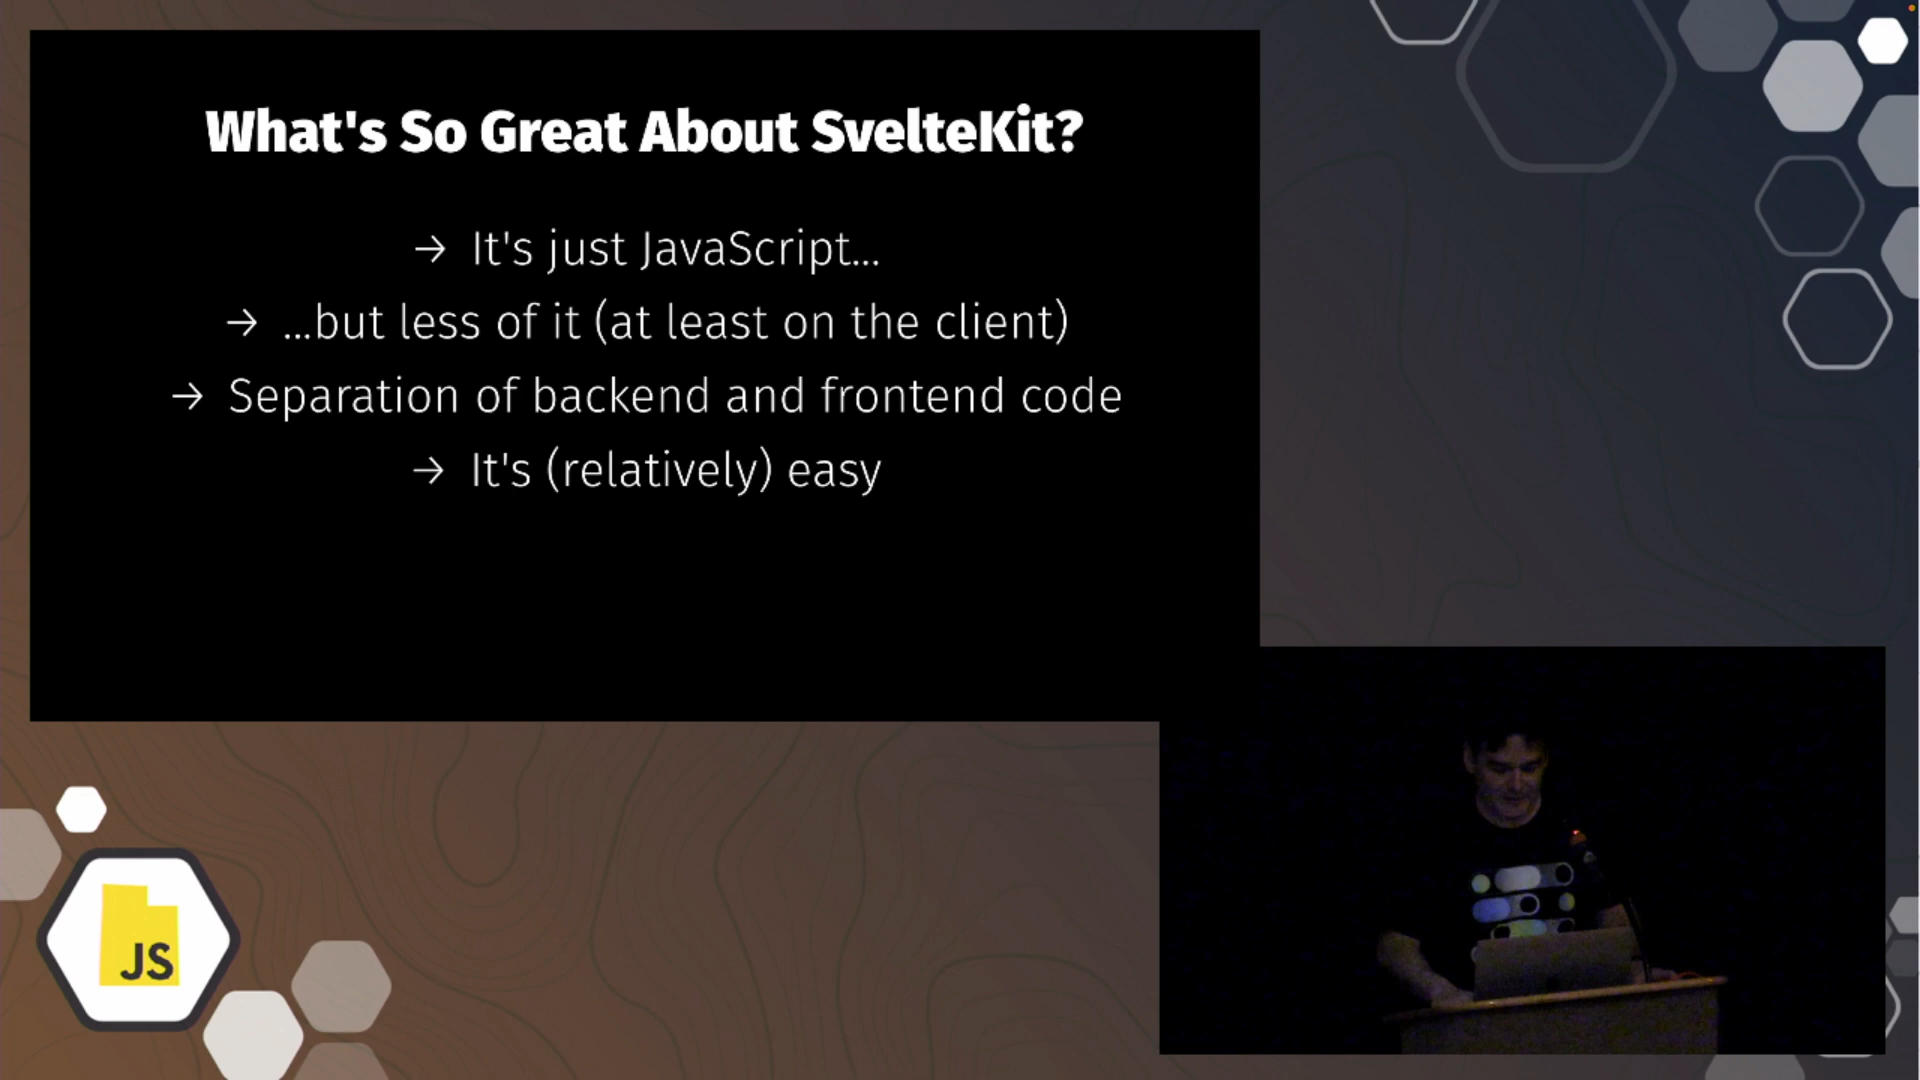 What's So Great About SvelteKit?
→ It's just JavaScript...
→ ...but less of it (at least on the client)
→ Separation of backend and frontend code
→ It's (relatively) easy
JS